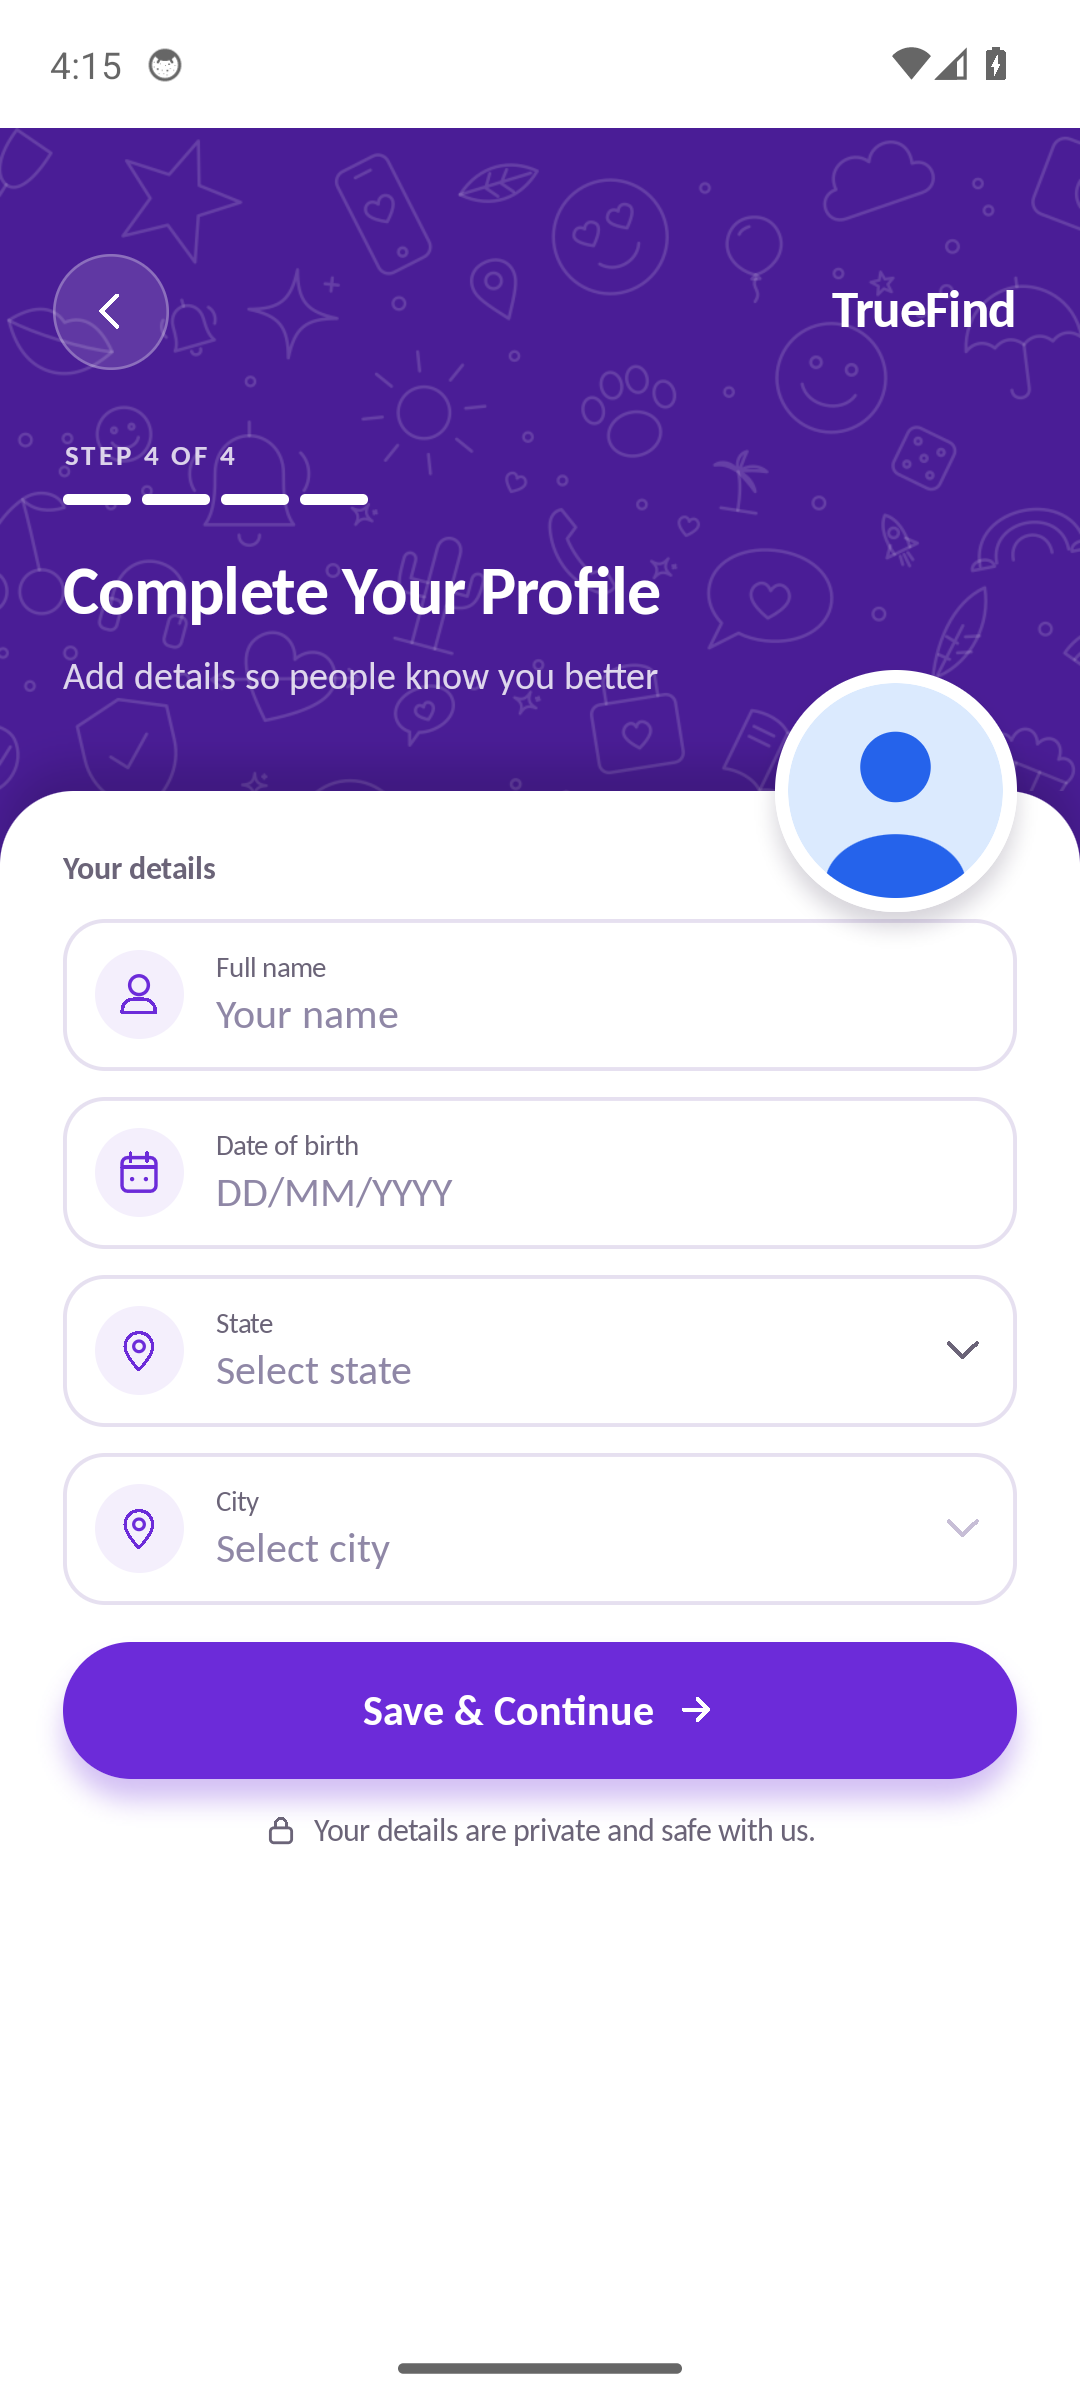 4:15
TrueFind
STEP 4 OF 4
Complete Your Profile
Add details so people know you better
Your details
Full name
Your name
Date of birth
DD/MM/YYYY
State
Select state
City
Select city
Save & Continue
Your details are private and safe with us.